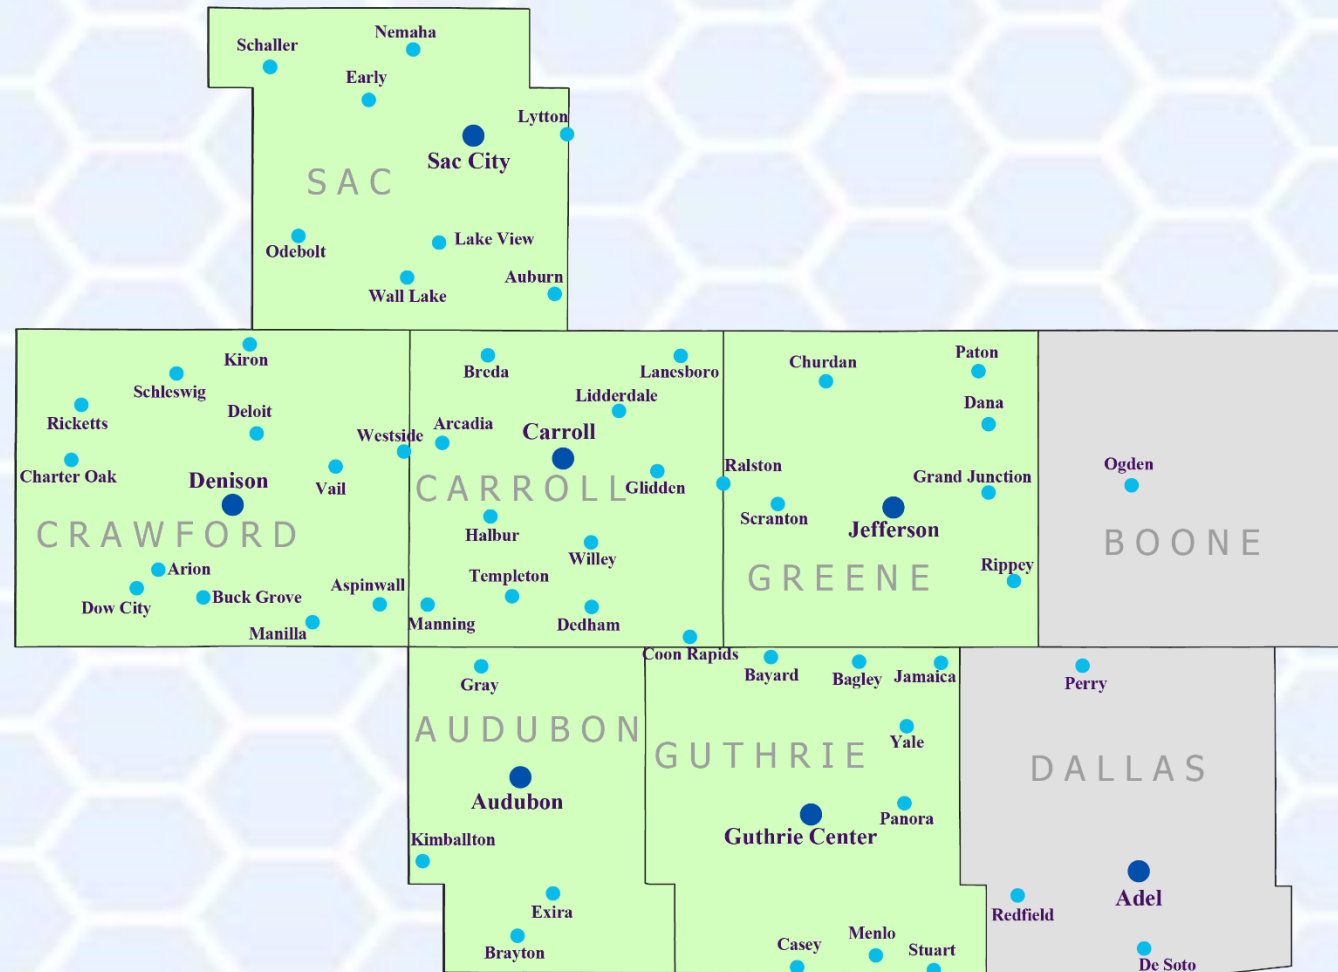 Nemaha
Schaller
Early
Lytton
Sac City
SAC
Lake View
Odebolt
Auburn
Wall Lake
Kiron
Schleswig
Ricketts
Deloit
Westside
Charter Oak
Denison
Vail
CRAWFORD
Arion
Dow City
Buck Grove
Aspinwall
Manilla
Breda
Lanesboro
Lidderdale
Arcadia
Carroll
CARROLL
Glidden
Halbur
Willey
Templeton
Manning
Dedham
Coon Rapids
Churdan
Paton
Dana
Ralston
Grand Junction
Scranton
Jefferson
GREENE
Rippey
Ogden
BOONE
Gray
AUDUBON
Audubon
Kimballton
Exira
Brayton
Bayard
Bagley
Jamaica
Yale
GUTHRIE
Panora
Guthrie Center
Casey
Menlo
Stuart
Perry
DALLAS
Adel
Redfield
De Soto